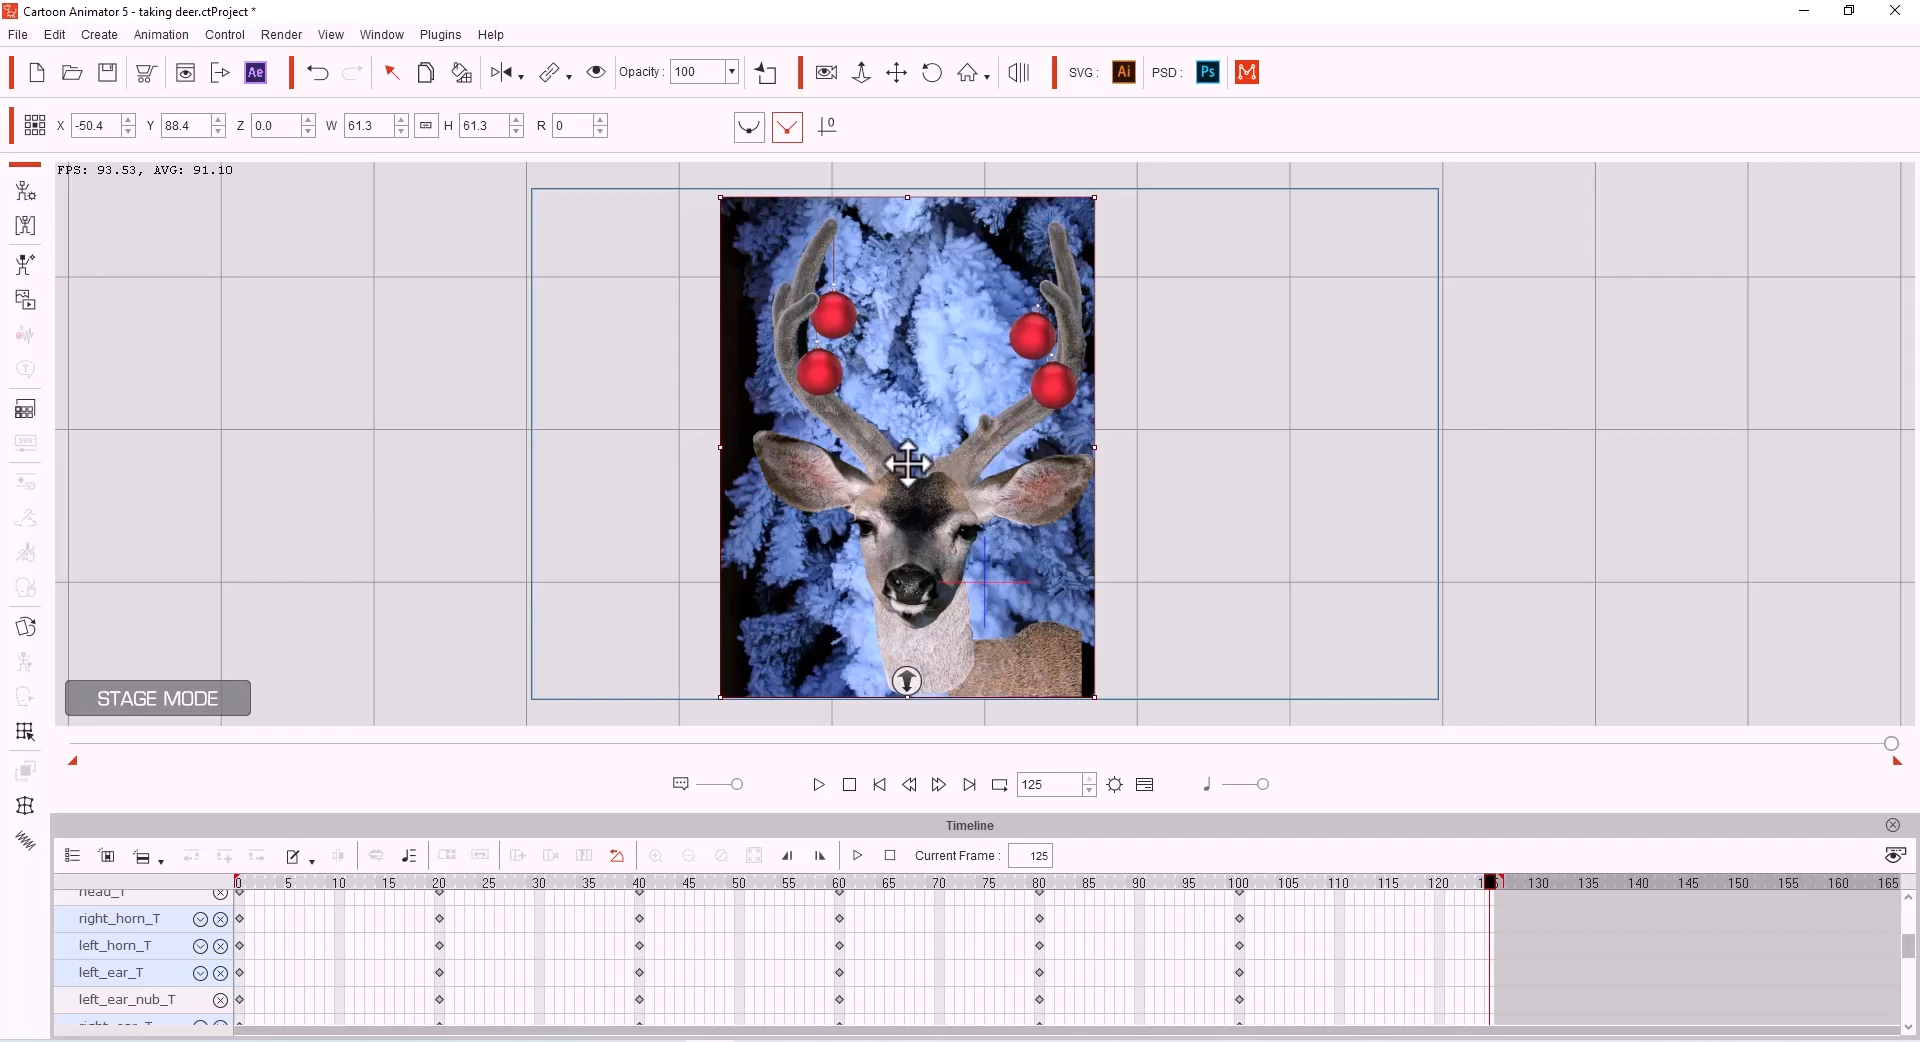 Cartoon Animator 5 - taking deer.ctProject *
File Edit Create Animation Control Render View Window Plugins Help
Ae Opacity : 100 SVG : Ai PSD : Ps
X -50.4 Y 88.4 Z 0.0 W 61.3 H 61.3 R 0 0
FPS: 93.53, AVG: 91.10
SVG
STAGE MODE
125
Timeline
Current Frame : 125
0 5 10 15 20 25 30 35 40 45 50 55 60 65 70 75 80 85 90 95 100 105 110 115 120 130 135 140 145 150 155 160 165
head_T
right_horn_T
left_horn_T
left_ear_T
left_ear_nub_T
right_ear_T